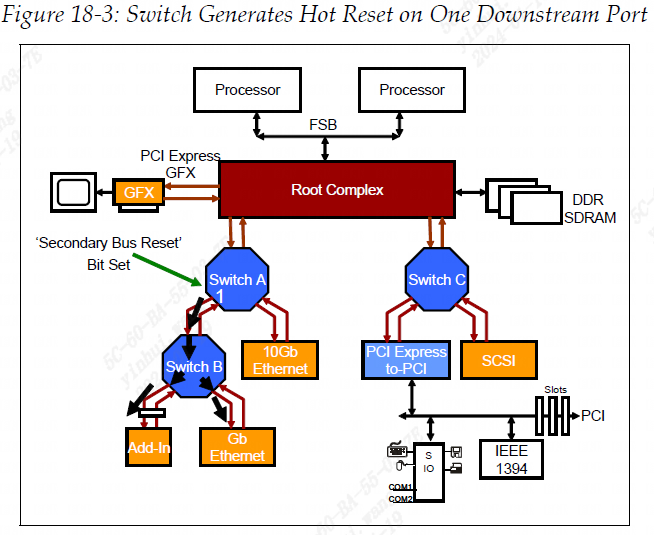 Figure 18-3: Switch Generates Hot Reset on One Downstream Port
Processor
Processor
FSB
PCI Express
GFX
GFX
Root Complex
DDR
SDRAM
‘Secondary Bus Reset’
Bit Set
Switch A
1
Switch C
Switch B
10Gb
Ethernet
PCI Express
to-PCI
SCSI
Slots
PCI
Add-In
Gb
Ethernet
S
IO
COM1
COM2
IEEE
1394